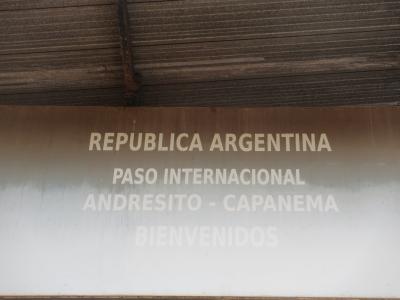 REPUBLICA ARGENTINA
PASO INTERNACIONAL
ANDRESITO - CAPANEMA
BIENVENIDOS